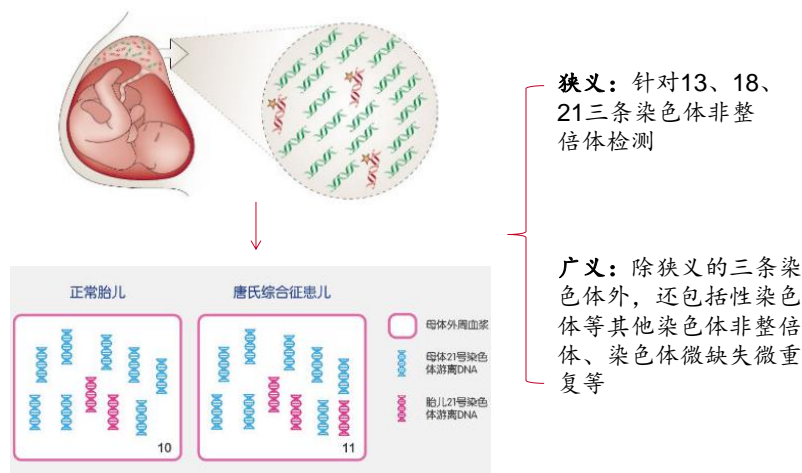 狭义：针对13、18、
21三条染色体非整
倍体检测
广义：除狭义的三条染
色体外，还包括性染色
体等其他染色体非整倍
体、染色体微缺失微重
复等
正常胎儿
唐氏综合征患儿
10
11
母体外周血浆
母体21号染色
体游离DNA
胎儿21号染色
体游离DNA